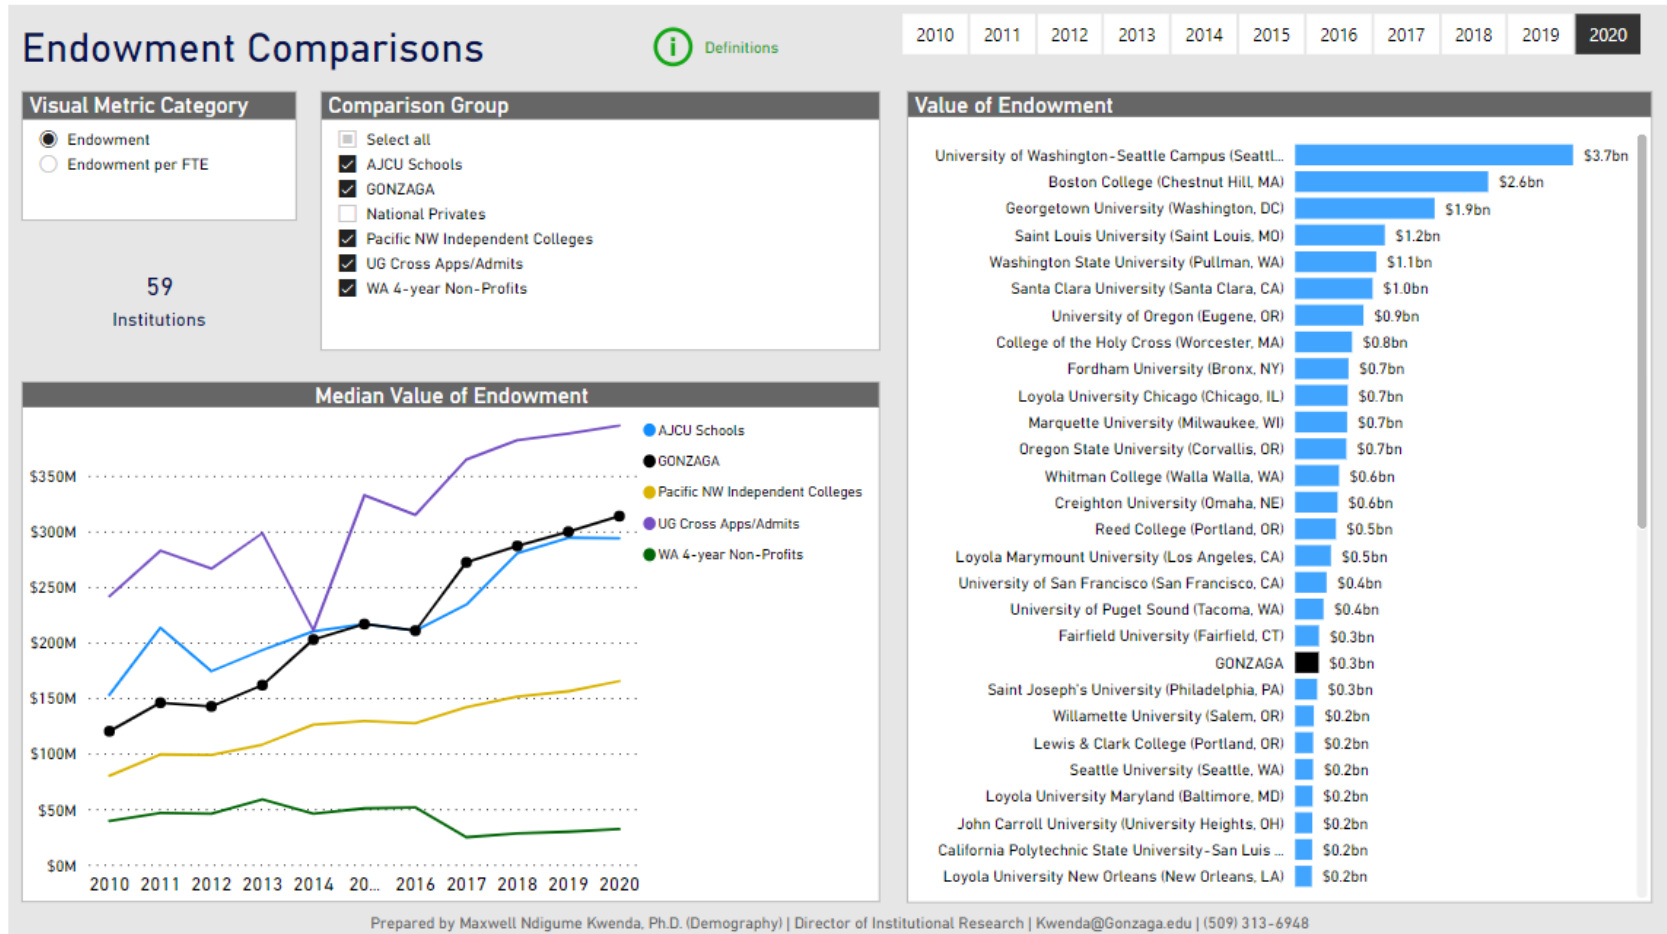 Endowment Comparisons
Definitions
2010 2011 2012 2013 2014 2015 2016 2017 2018 2019 2020
Visual Metric Category
Endowment
Endowment per FTE
59
Institutions
Comparison Group
Select all
AJCU Schools
GONZAGA
National Privates
Pacific NW Independent Colleges
UG Cross Apps/Admits
WA 4-year Non-Profits
Median Value of Endowment
AJCU Schools
GONZAGA
Pacific NW Independent Colleges
UG Cross Apps/Admits
WA 4-year Non-Profits
$350M
$300M
$250M
$200M
$150M
$100M
$50M
$0M
2010 2011 2012 2013 2014 20... 2016 2017 2018 2019 2020
Value of Endowment
University of Washington-Seattle Campus (Seattl... $3.7bn
Boston College (Chestnut Hill, MA) $2.6bn
Georgetown University (Washington, DC) $1.9bn
Saint Louis University (Saint Louis, MO) $1.2bn
Washington State University (Pullman, WA) $1.1bn
Santa Clara University (Santa Clara, CA) $1.0bn
University of Oregon (Eugene, OR) $0.9bn
College of the Holy Cross (Worcester, MA) $0.8bn
Fordham University (Bronx, NY) $0.7bn
Loyola University Chicago (Chicago, IL) $0.7bn
Marquette University (Milwaukee, WI) $0.7bn
Oregon State University (Corvallis, OR) $0.7bn
Whitman College (Walla Walla, WA) $0.6bn
Creighton University (Omaha, NE) $0.6bn
Reed College (Portland, OR) $0.5bn
Loyola Marymount University (Los Angeles, CA) $0.5bn
University of San Francisco (San Francisco, CA) $0.4bn
University of Puget Sound (Tacoma, WA) $0.4bn
Fairfield University (Fairfield, CT) $0.3bn
GONZAGA $0.3bn
Saint Joseph's University (Philadelphia, PA) $0.3bn
Willamette University (Salem, OR) $0.2bn
Lewis & Clark College (Portland, OR) $0.2bn
Seattle University (Seattle, WA) $0.2bn
Loyola University Maryland (Baltimore, MD) $0.2bn
John Carroll University (University Heights, OH) $0.2bn
California Polytechnic State University-San Luis ... $0.2bn
Loyola University New Orleans (New Orleans, LA) $0.2bn
Prepared by Maxwell Ndigume Kwenda, Ph.D. (Demography) | Director of Institutional Research | Kwenda@Gonzaga.edu | (509) 313-6948